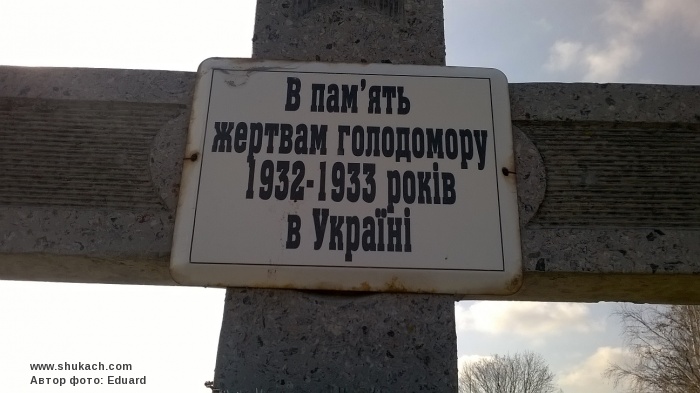 В пам'ять
жертвам голодомору
1932-1933 років
в Україні
www.shukach.com
Автор фото: Eduard